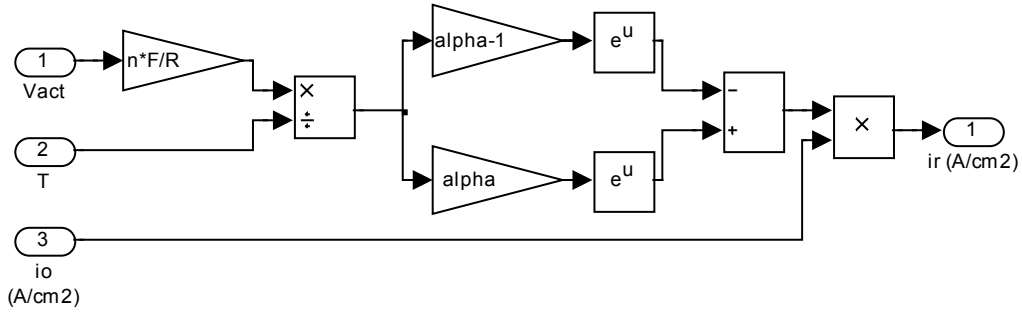 1
Vact
n*F/R
2
T
3
io
(A/cm2)
×
÷
alpha-1
e^u
alpha
e^u
−
+
×
1
ir (A/cm2)